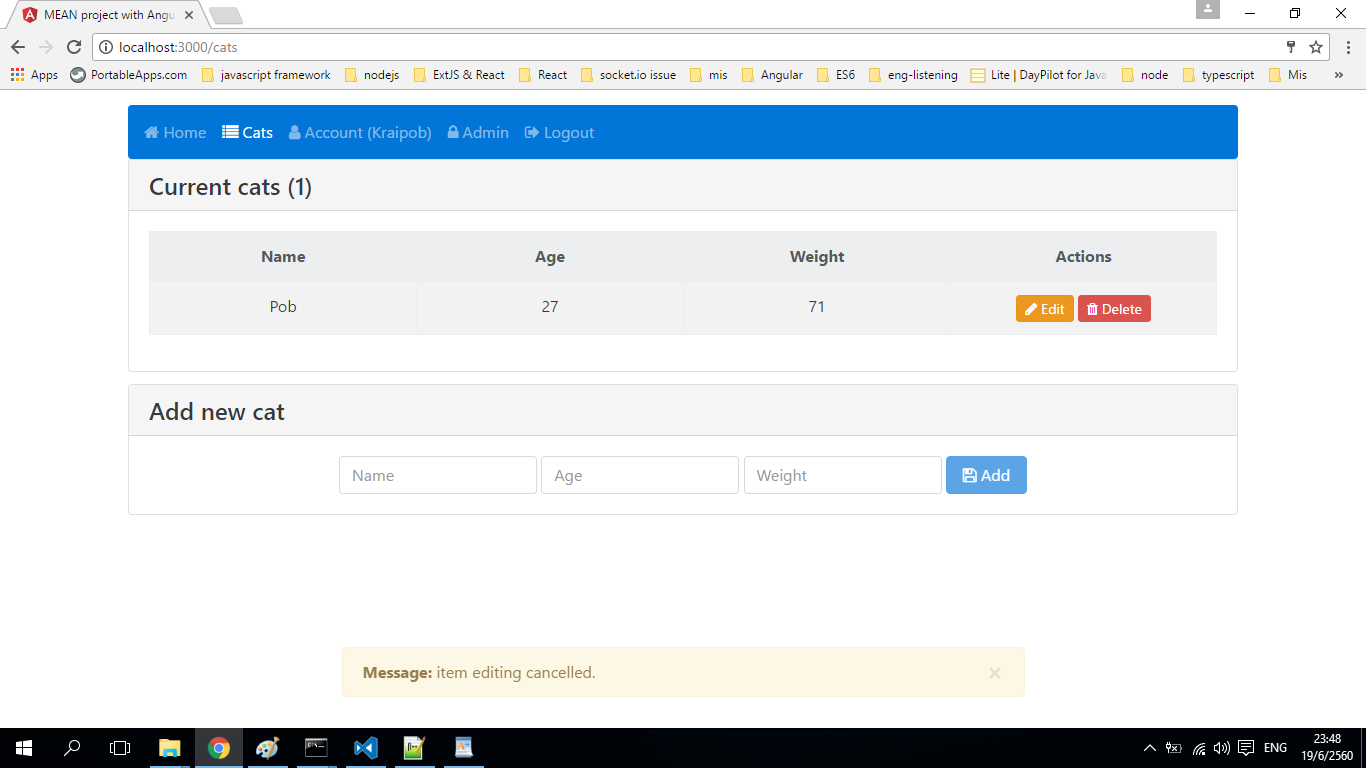 MEAN project with Angu
localhost:3000/cats
Apps PortableApps.com javascript framework nodejs ExtJS & React React socket.io issue mis Angular ES6 eng-listening Lite | DayPilot for Java node typescript Mis »
Home Cats Account (Kraipob) Admin Logout
Current cats (1)
Name Age Weight Actions
Pob 27 71 Edit Delete
Add new cat
Name Age Weight Add
Message: item editing cancelled. ×
ENG
23:48
19/6/2560